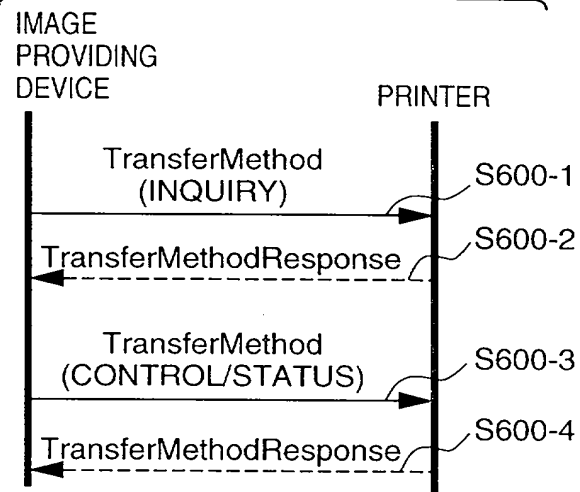 IMAGE
PROVIDING
DEVICE
PRINTER
TransferMethod
(INQUIRY)
S600-1
S600-2
TransferMethodResponse
TransferMethod
(CONTROL/STATUS)
S600-3
S600-4
TransferMethodResponse